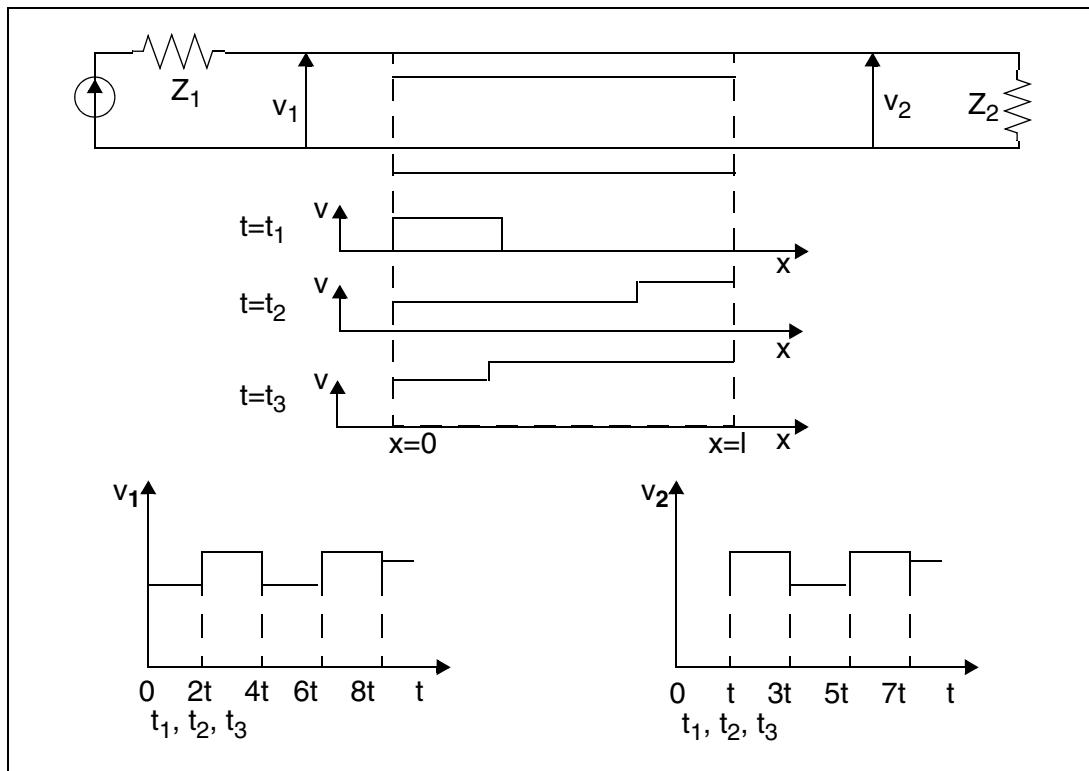 Z1
v1
v2
Z2
t=t1
v
x
t=t2
v
x
t=t3
v
x
x=0
x=l
v1
0 2t 4t 6t 8t t
t1, t2, t3
v2
0 t 3t 5t 7t t
t1, t2, t3